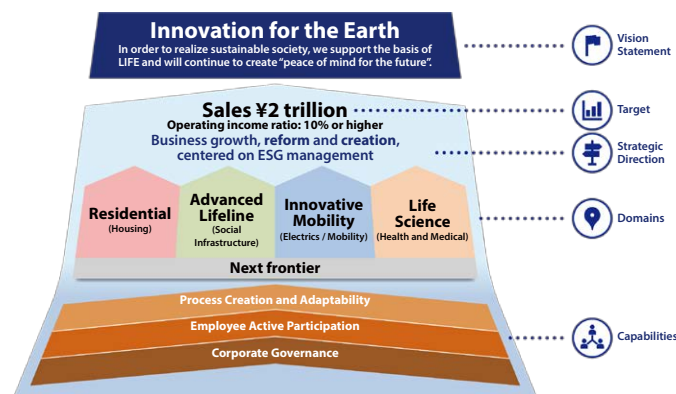 Innovation for the Earth
In order to realize sustainable society, we support the basis of
LIFE and will continue to create “peace of mind for the future”.
Vision
Statement
Sales ¥2 trillion
Target
Operating income ratio: 10% or higher
Business growth, reform and creation,
centered on ESG management
Strategic
Direction
Residential
(Housing)
Advanced
Lifeline
(Social
Infrastructure)
Innovative
Mobility
(Electrics / Mobility)
Life
Science
(Health and Medical)
Domains
Next frontier
Process Creation and Adaptability
Employee Active Participation
Corporate Governance
Capabilities